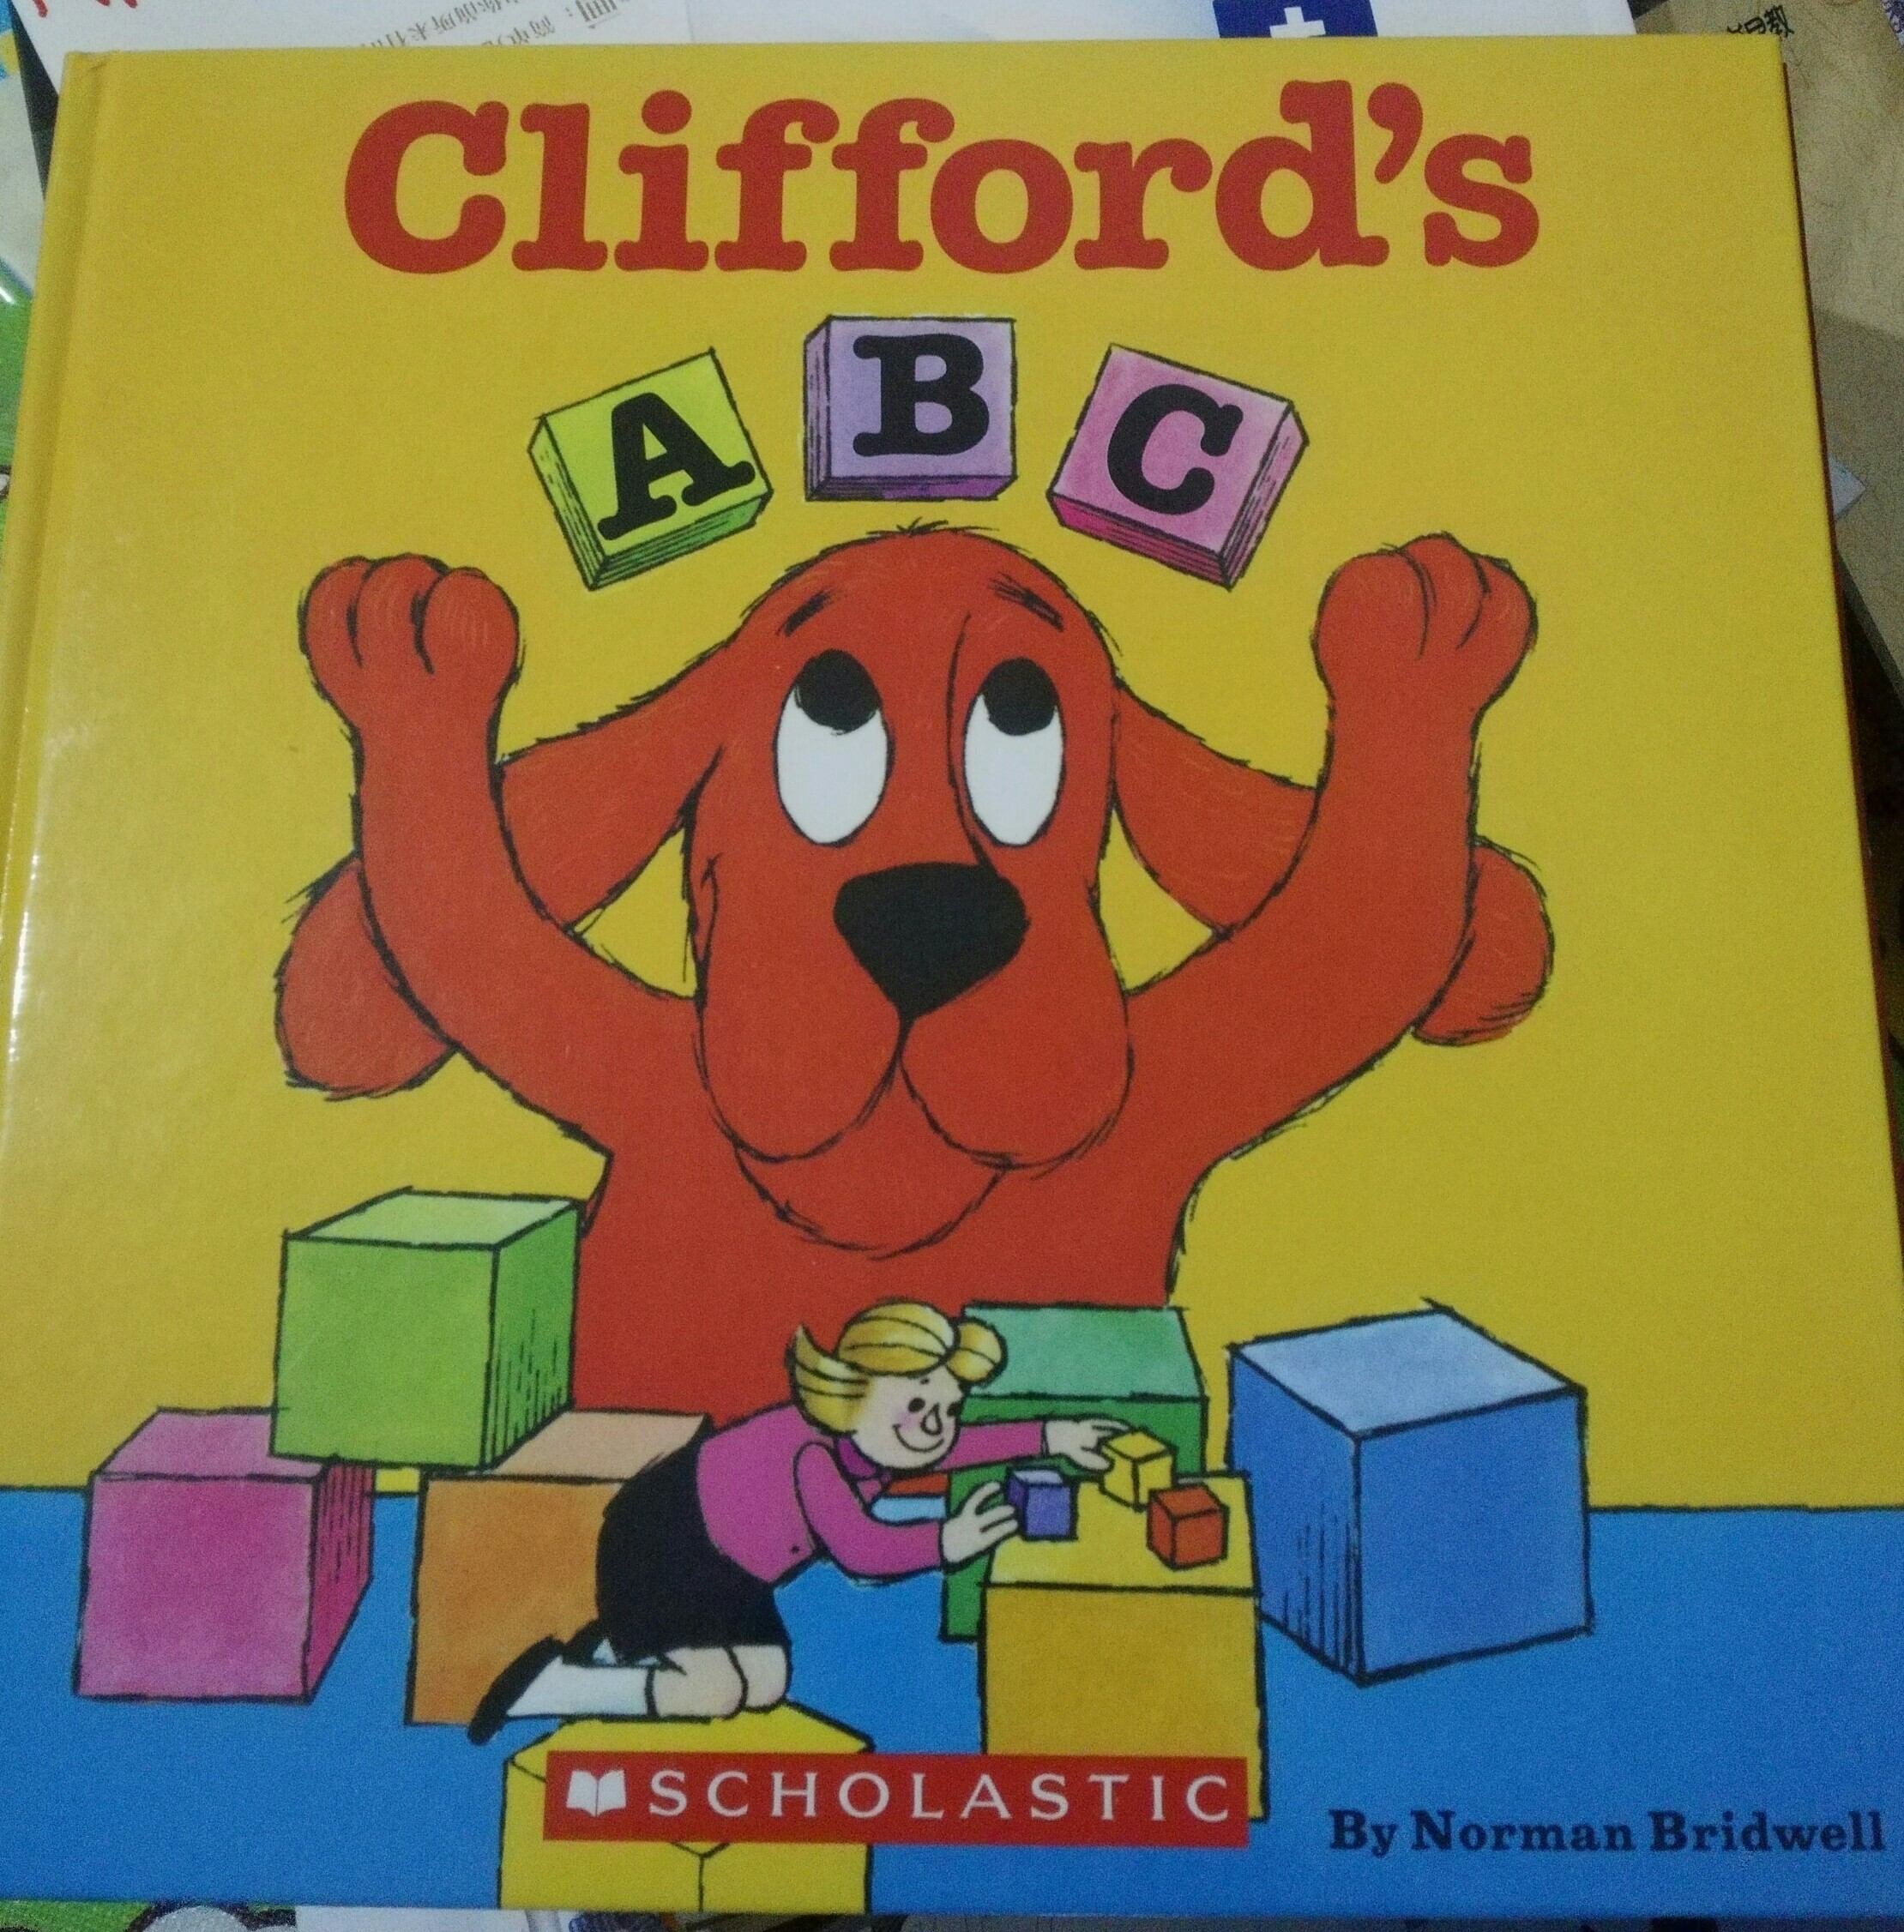 Clifford's
A B C
SCHOLASTIC
By Norman Bridwell